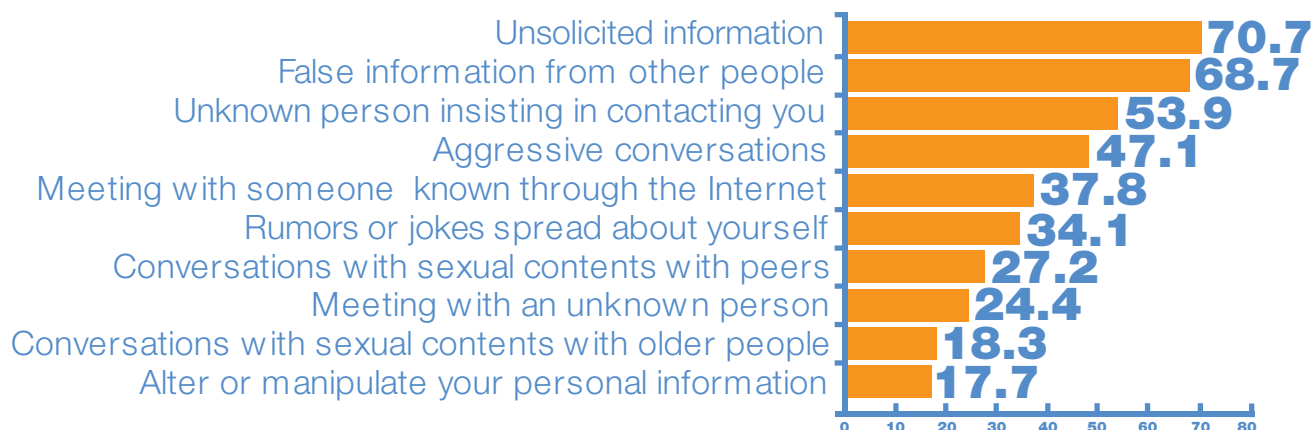 Unsolicited information 70.7
False information from other people 68.7
Unknown person insisting in contacting you 53.9
Aggressive conversations 47.1
Meeting with someone known through the Internet 37.8
Rumors or jokes spread about yourself 34.1
Conversations with sexual contents with peers 27.2
Meeting with an unknown person 24.4
Conversations with sexual contents with older people 18.3
Alter or manipulate your personal information 17.7
0 10 20 30 40 50 60 70 80